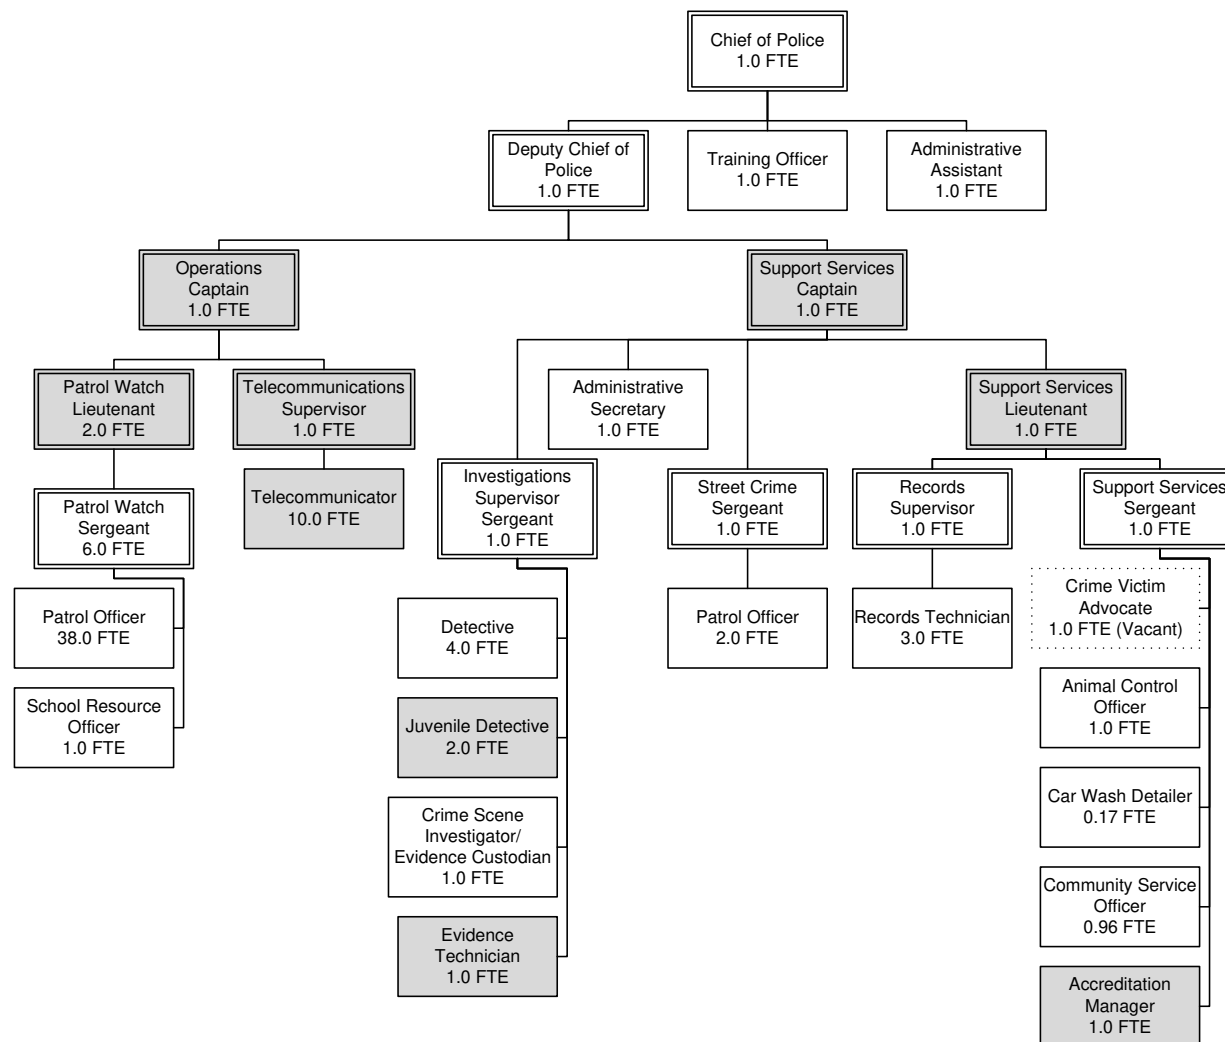 Chief of Police
1.0 FTE
Deputy Chief of
Police
1.0 FTE
Training Officer
1.0 FTE
Administrative
Assistant
1.0 FTE
Operations
Captain
1.0 FTE
Support Services
Captain
1.0 FTE
Patrol Watch
Lieutenant
2.0 FTE
Telecommunications
Supervisor
1.0 FTE
Administrative
Secretary
1.0 FTE
Support Services
Lieutenant
1.0 FTE
Patrol Watch
Sergeant
6.0 FTE
Telecommunicator
10.0 FTE
Investigations
Supervisor
Sergeant
1.0 FTE
Street Crime
Sergeant
1.0 FTE
Records
Supervisor
1.0 FTE
Support Services
Sergeant
1.0 FTE
Patrol Officer
38.0 FTE
School Resource
Officer
1.0 FTE
Detective
4.0 FTE
Juvenile Detective
2.0 FTE
Crime Scene
Investigator/
Evidence Custodian
1.0 FTE
Evidence
Technician
1.0 FTE
Patrol Officer
2.0 FTE
Records Technician
3.0 FTE
Crime Victim
Advocate
1.0 FTE (Vacant)
Animal Control
Officer
1.0 FTE
Car Wash Detailer
0.17 FTE
Community Service
Officer
0.96 FTE
Accreditation
Manager
1.0 FTE